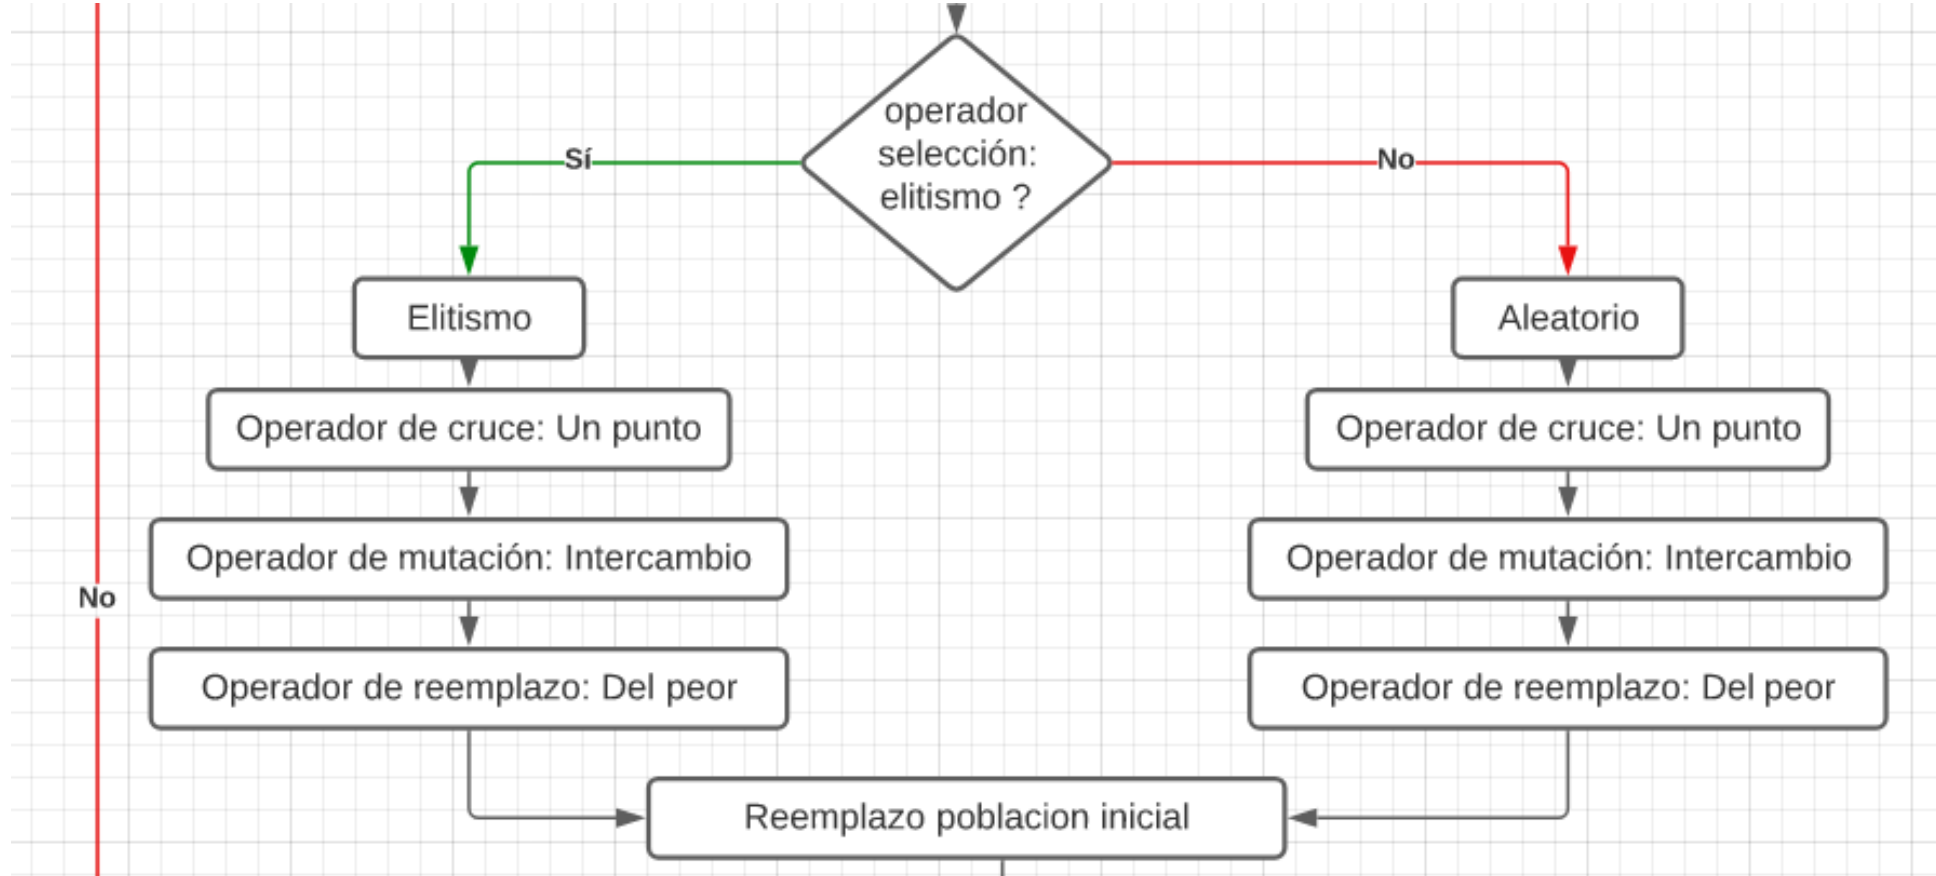 operador
selección:
elitismo ?
Sí
No
Elitismo
Aleatorio
Operador de cruce: Un punto
Operador de cruce: Un punto
Operador de mutación: Intercambio
Operador de mutación: Intercambio
No
Operador de reemplazo: Del peor
Operador de reemplazo: Del peor
Reemplazo poblacion inicial